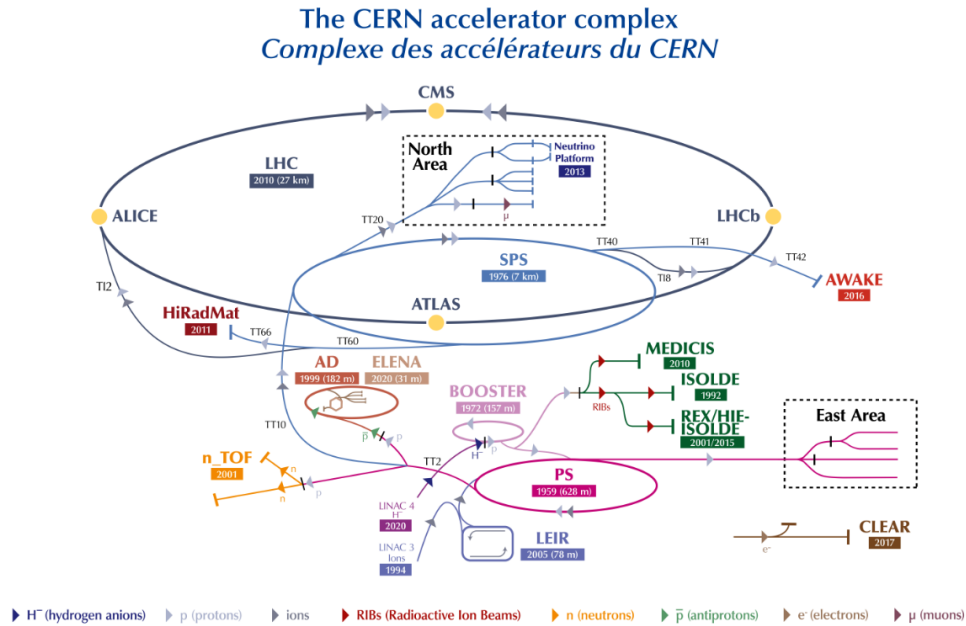 The CERN accelerator complex
Complexe des accélérateurs du CERN
CMS
North
Area
Neutrino
Platform
2013
LHC
2010 (27 km)
μ
ALICE
LHCb
TT20
TT40
TT41
TT42
SPS
1976 (7 km)
TI8
TI2
AWAKE
2016
HiRadMat
2011
ATLAS
TT66
TT60
MEDICIS
2010
AD
1999 (182 m)
ELENA
2020 (31 m)
BOOSTER
1972 (157 m)
ISOLDE
1992
RIBs
REX/HIE-
ISOLDE
2001/2015
East Area
TT10
p̅
p
H⁻
p
TT2
n_TOF
2001
n
n
p
PS
1959 (628 m)
LINAC 4
H⁻
2020
LINAC 3
Ions
1994
LEIR
2005 (78 m)
CLEAR
2017
e⁻
H⁻ (hydrogen anions)
p (protons)
ions
RIBs (Radioactive Ion Beams)
n (neutrons)
p̅ (antiprotons)
e⁻ (electrons)
μ (muons)